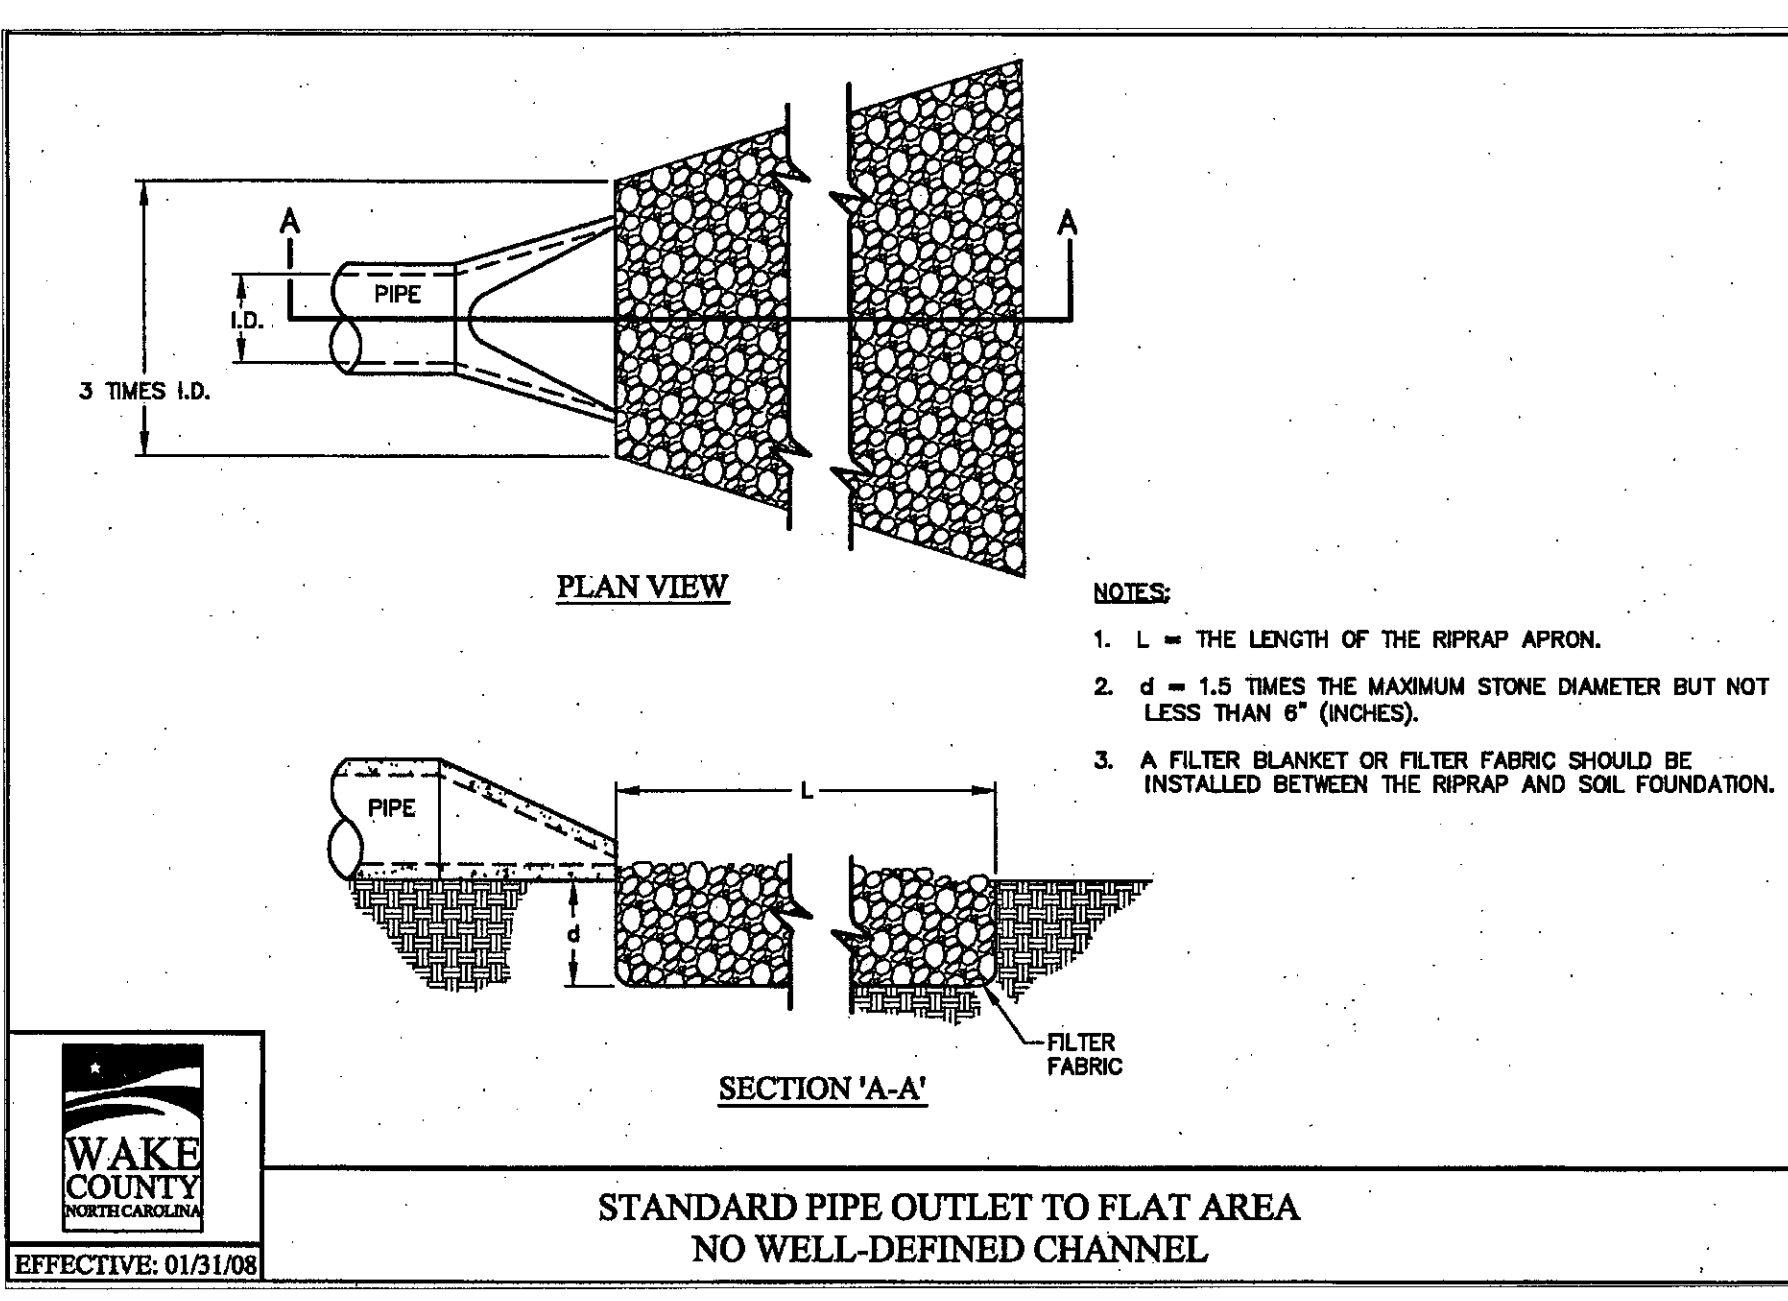 A
A
PIPE
I.D.
3 TIMES I.D.
PLAN VIEW
NOTES:
1. L = THE LENGTH OF THE RIPRAP APRON.
2. d = 1.5 TIMES THE MAXIMUM STONE DIAMETER BUT NOT
LESS THAN 6" (INCHES).
3. A FILTER BLANKET OR FILTER FABRIC SHOULD BE
INSTALLED BETWEEN THE RIPRAP AND SOIL FOUNDATION.
L
PIPE
d
FILTER
FABRIC
SECTION 'A-A'
WAKE
COUNTY
NORTH CAROLINA
EFFECTIVE: 01/31/08
STANDARD PIPE OUTLET TO FLAT AREA
NO WELL-DEFINED CHANNEL